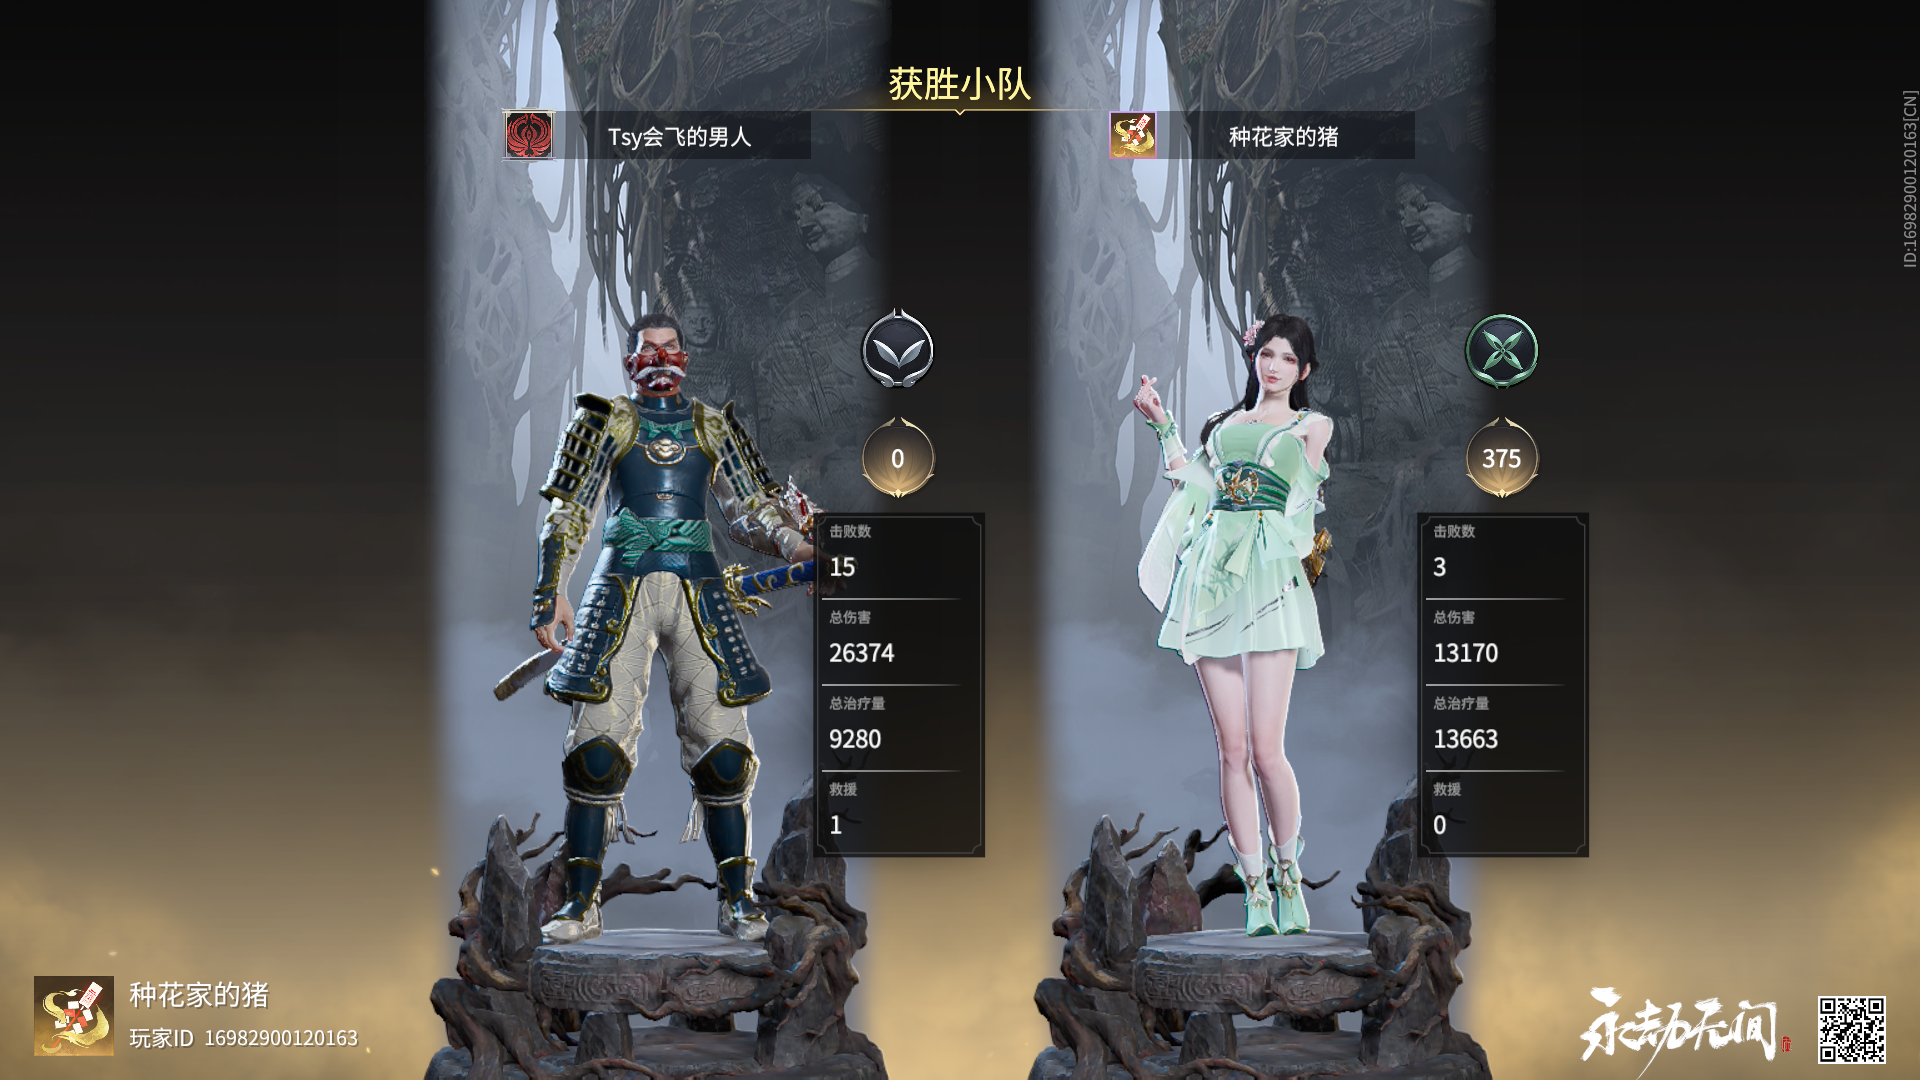 获胜小队
Tsy会飞的男人
种花家的猪
0
375
击败数
15
总伤害
26374
总治疗量
9280
救援
1
击败数
3
总伤害
13170
总治疗量
13663
救援
0
ID:16982900120163[CN]
种花家的猪
玩家ID 16982900120163
永劫无间